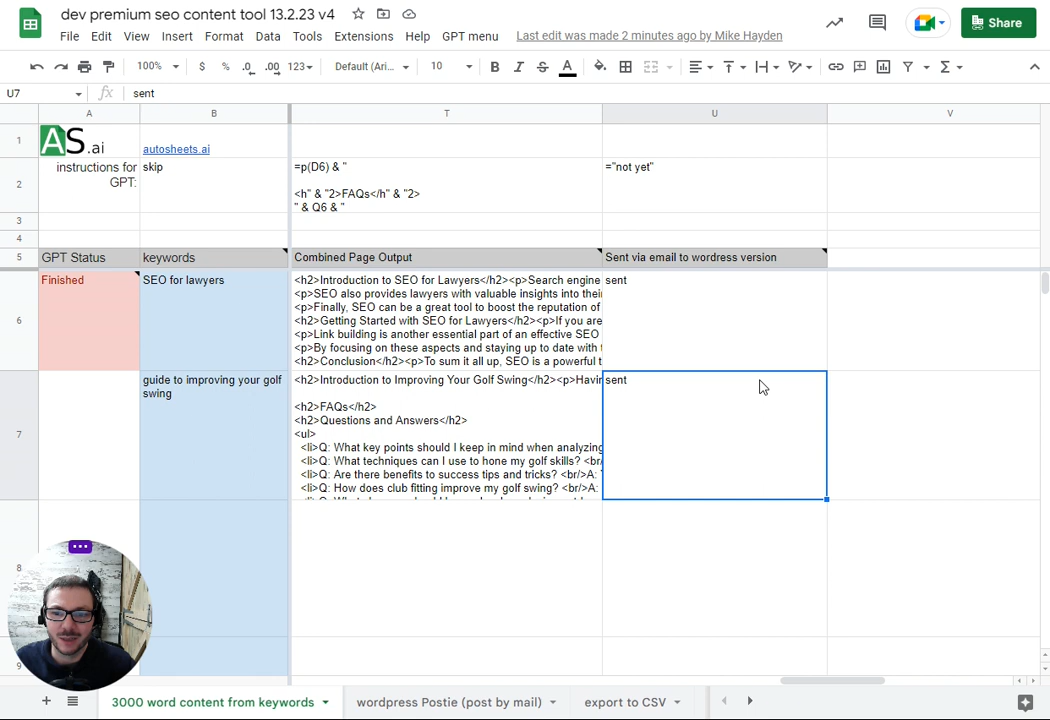 dev premium seo content tool 13.2.23 v4
File Edit View Insert Format Data Tools Extensions Help GPT menu Last edit was made 2 minutes ago by Mike Hayden
Share
100% $ % .0 .00 123 Default (Ari... 10 B I S A
U7 fx sent
A B T U V
1 AS.ai autosheets.ai
2 instructions for GPT: skip =p(D6) & " ="not yet"
<h" & "2>FAQs</h" & "2>
" & Q6 & "
3
4
5 GPT Status keywords Combined Page Output Sent via email to wordress version
6 Finished SEO for lawyers <h2>Introduction to SEO for Lawyers</h2><p>Search engine sent
<p>SEO also provides lawyers with valuable insights into their
<p>Finally, SEO can be a great tool to boost the reputation of
<h2>Getting Started with SEO for Lawyers</h2><p>If you are
<p>Link building is another essential part of an effective SEO
<p>By focusing on these aspects and staying up to date with
<h2>Conclusion</h2><p>To sum it all up, SEO is a powerful t
7 guide to improving your golf swing <h2>Introduction to Improving Your Golf Swing</h2><p>Havin sent
<h2>FAQs</h2>
<h2>Questions and Answers</h2>
<ul>
<li>Q: What key points should I keep in mind when analyzing
<li>Q: What techniques can I use to hone my golf skills? <br/
<li>Q: Are there benefits to success tips and tricks? <br/>A:
<li>Q: How does club fitting improve my golf swing? <br/>A:
8
9
3000 word content from keywords wordpress Postie (post by mail) export to CSV